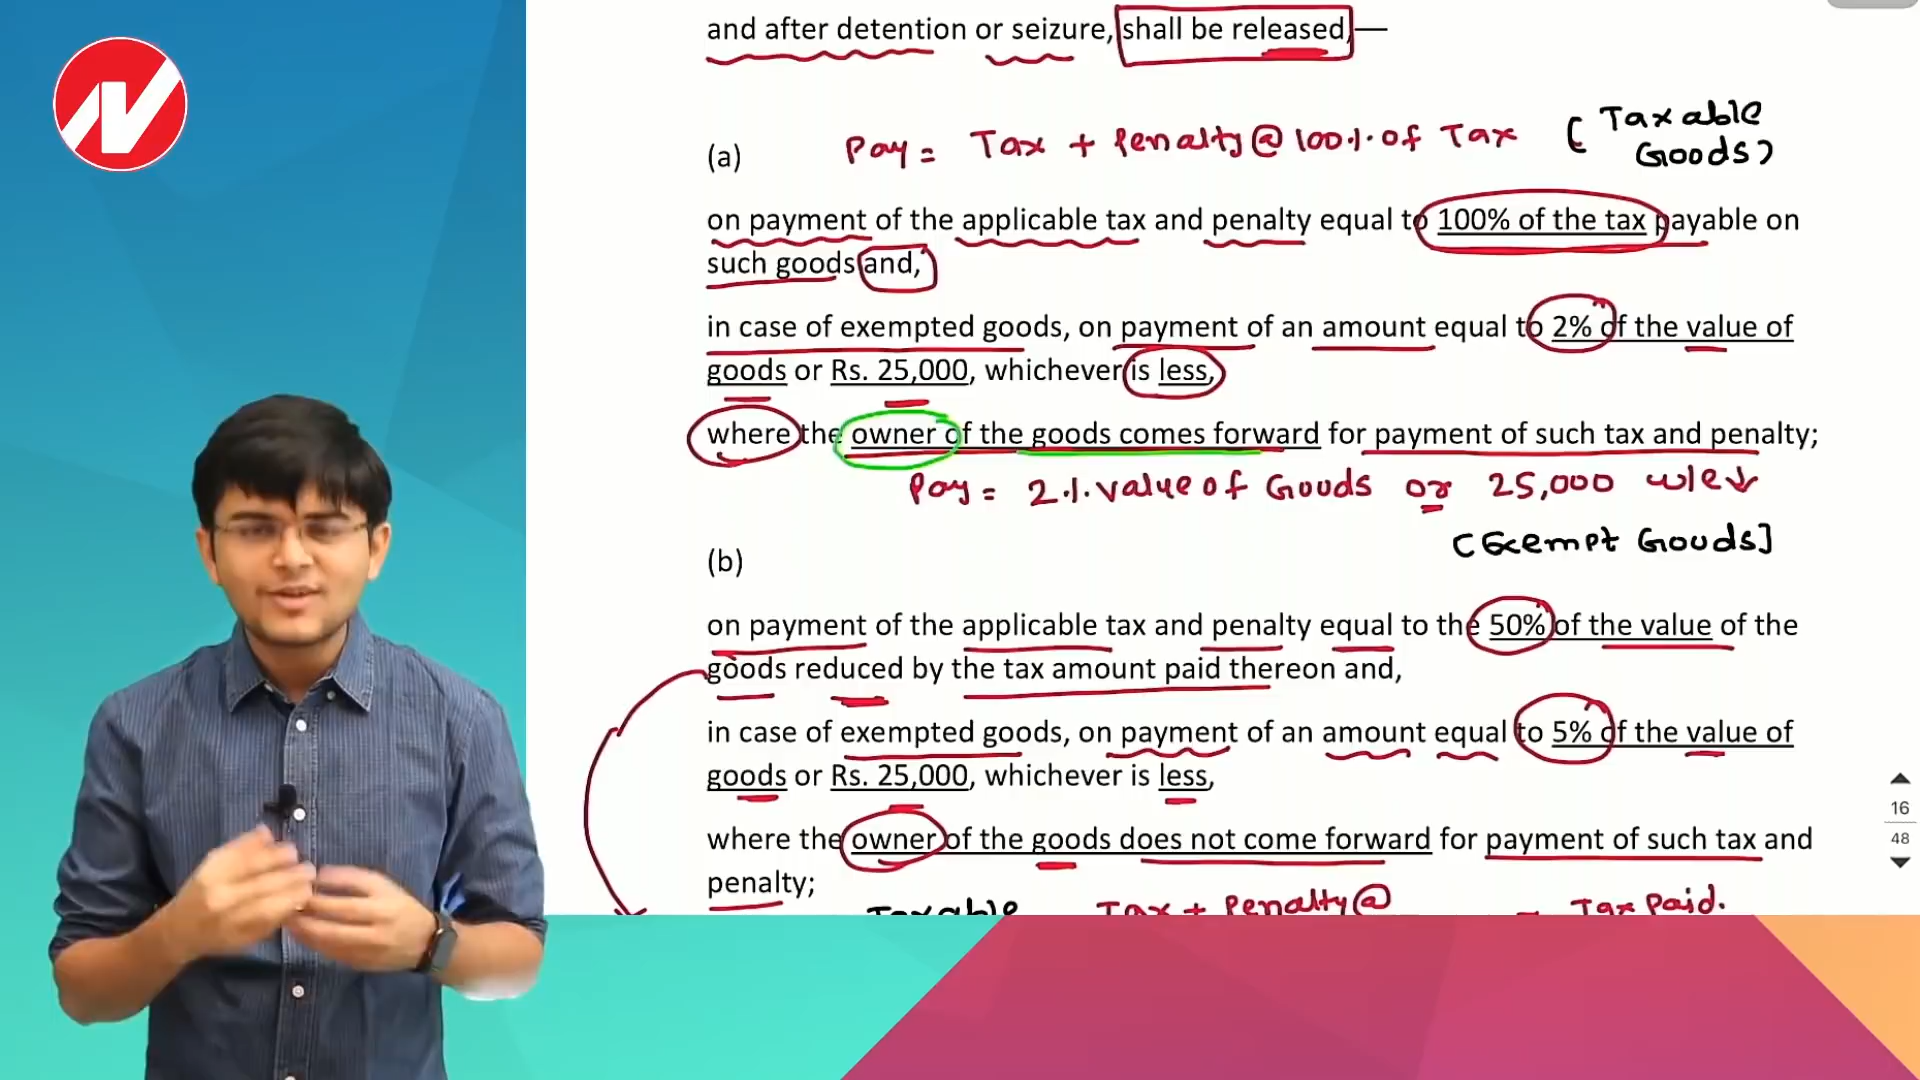 and after detention or seizure, shall be released,—
(a)
Pay = Tax + Penalty @ 100% of Tax (Taxable Goods)
on payment of the applicable tax and penalty equal to 100% of the tax payable on
such goods and,
in case of exempted goods, on payment of an amount equal to 2% of the value of
goods or Rs. 25,000, whichever is less,
where the owner of the goods comes forward for payment of such tax and penalty;
Pay = 2% value of Goods or 25,000 w/e↓
(Exempt Goods]
(b)
on payment of the applicable tax and penalty equal to the 50% of the value of the
goods reduced by the tax amount paid thereon and,
in case of exempted goods, on payment of an amount equal to 5% of the value of
goods or Rs. 25,000, whichever is less,
where the owner of the goods does not come forward for payment of such tax and
penalty;
Taxable Tax + Penalty @ – Tax Paid.
16
48